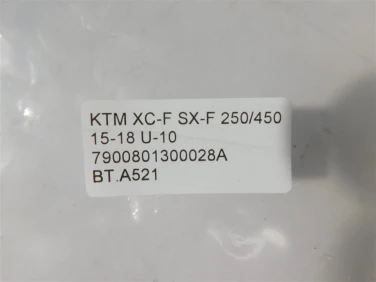 KTM XC-F SX-F 250/450
15-18 U-10
7900801300028A
BT.A521